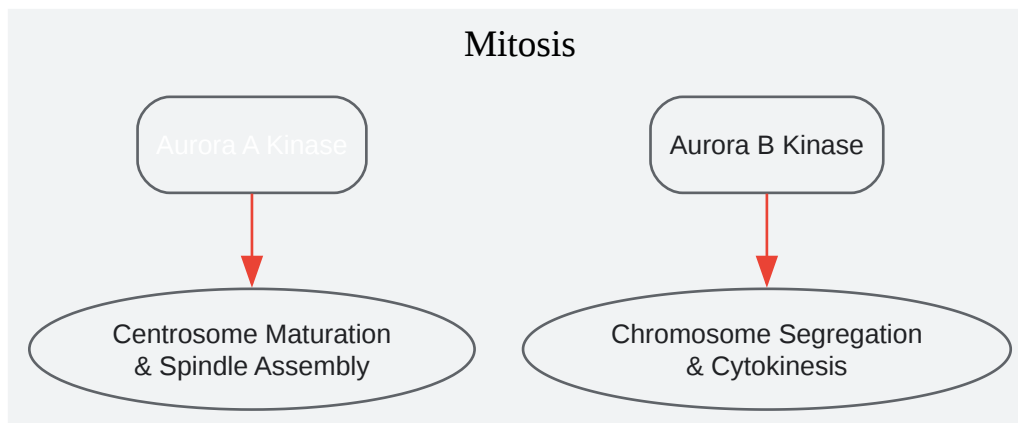 Mitosis
Aurora A Kinase
Aurora B Kinase
Centrosome Maturation
& Spindle Assembly
Chromosome Segregation
& Cytokinesis